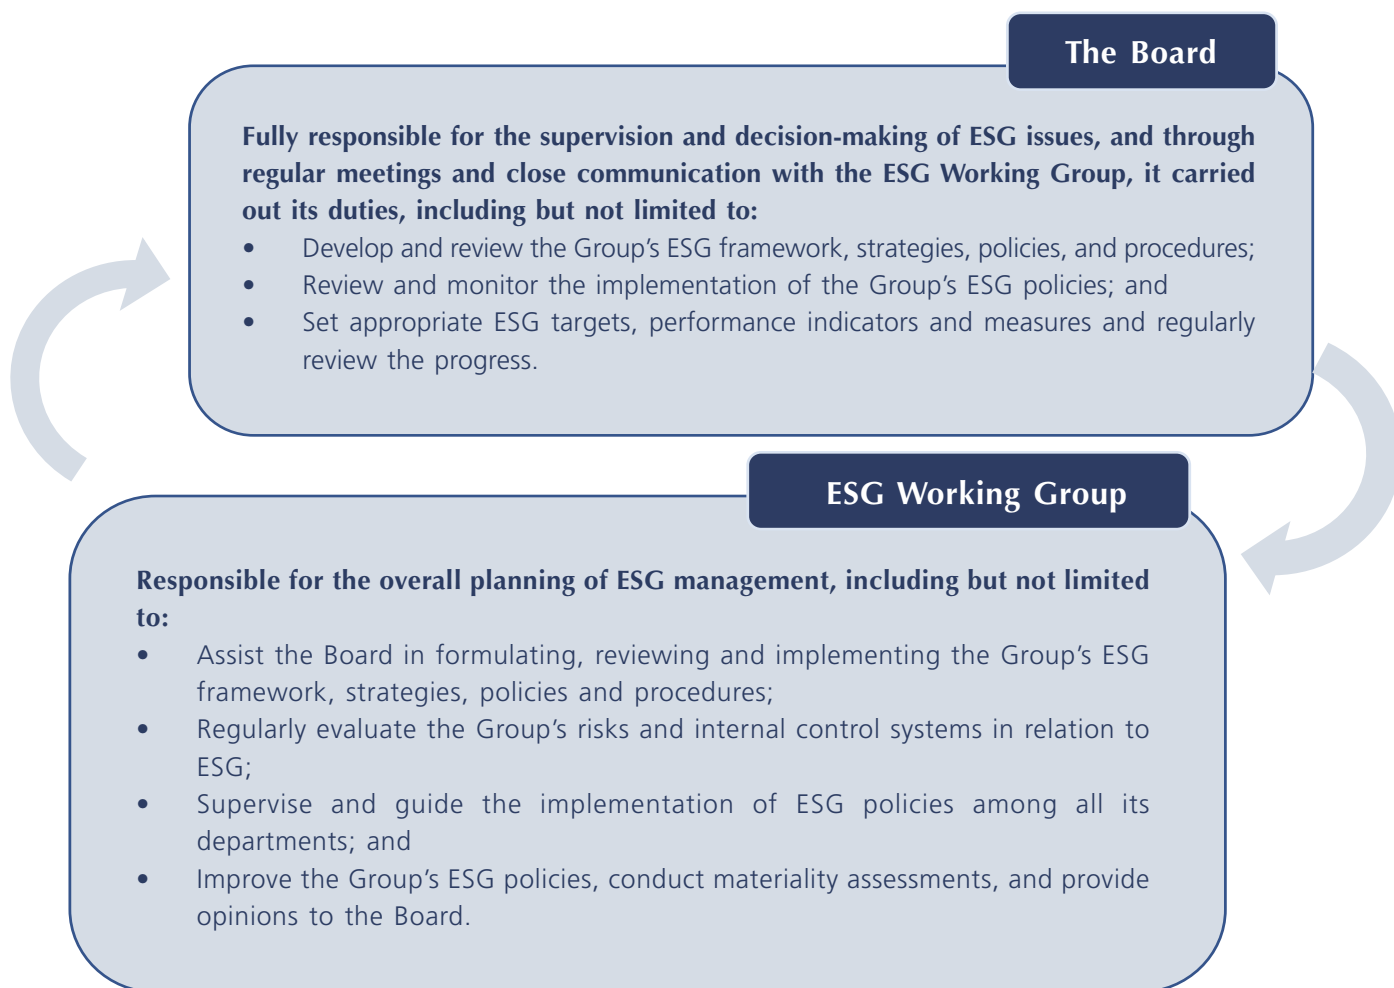 The Board
Fully responsible for the supervision and decision-making of ESG issues, and through
regular meetings and close communication with the ESG Working Group, it carried
out its duties, including but not limited to:
• Develop and review the Group’s ESG framework, strategies, policies, and procedures;
• Review and monitor the implementation of the Group’s ESG policies; and
• Set appropriate ESG targets, performance indicators and measures and regularly
review the progress.
ESG Working Group
Responsible for the overall planning of ESG management, including but not limited
to:
• Assist the Board in formulating, reviewing and implementing the Group’s ESG
framework, strategies, policies and procedures;
• Regularly evaluate the Group’s risks and internal control systems in relation to
ESG;
• Supervise and guide the implementation of ESG policies among all its
departments; and
• Improve the Group’s ESG policies, conduct materiality assessments, and provide
opinions to the Board.